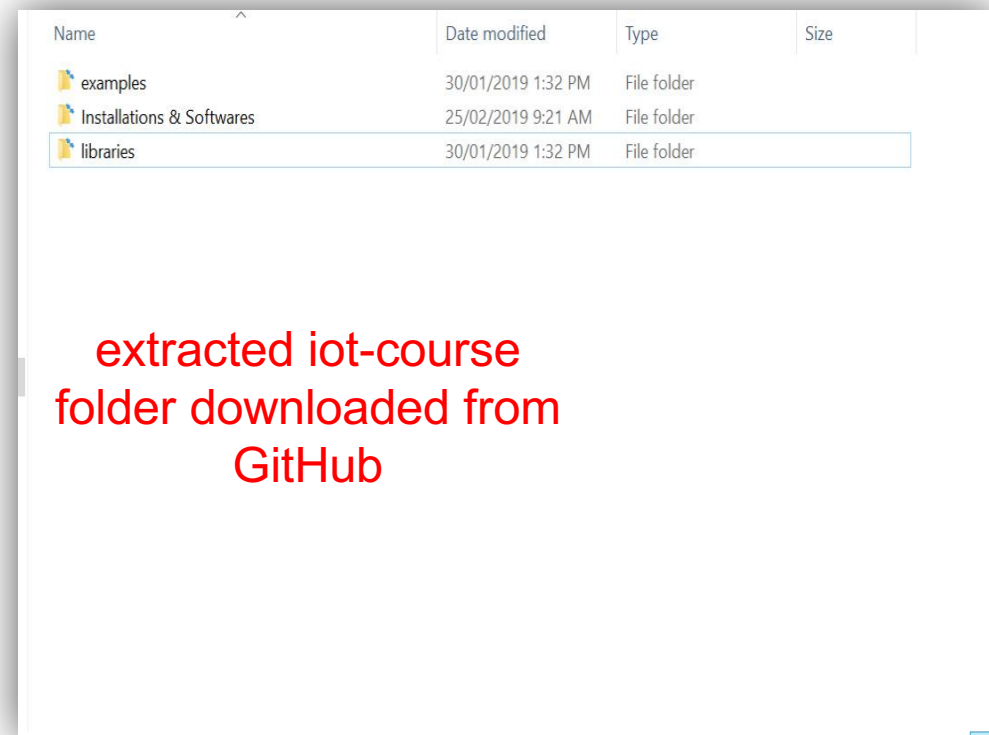 Name Date modified Type Size
examples 30/01/2019 1:32 PM File folder
Installations & Softwares 25/02/2019 9:21 AM File folder
libraries 30/01/2019 1:32 PM File folder
extracted iot-course
folder downloaded from
GitHub